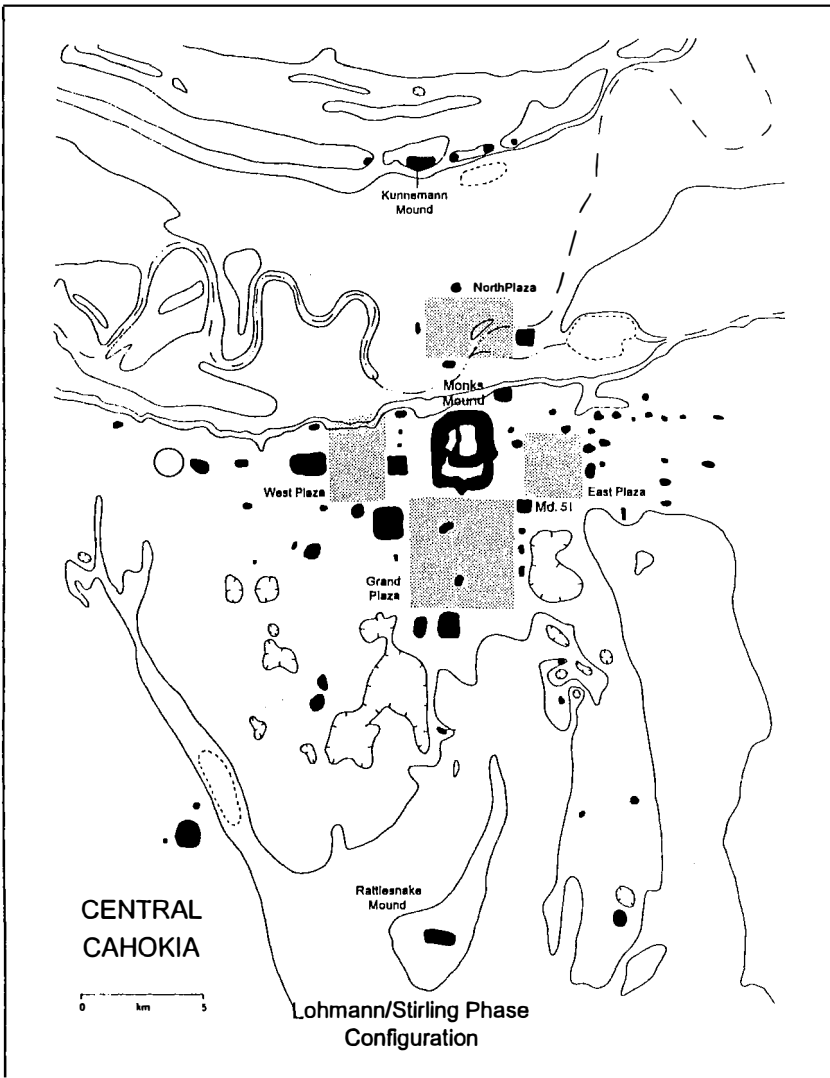 Kunnemann
Mound
NorthPlaza
Monks
Mound
West Plaza
East Plaza
Md. 51
Grand
Plaza
Rattlesnake
Mound
CENTRAL
CAHOKIA
0 km 5
Lohmann/Stirling Phase
Configuration